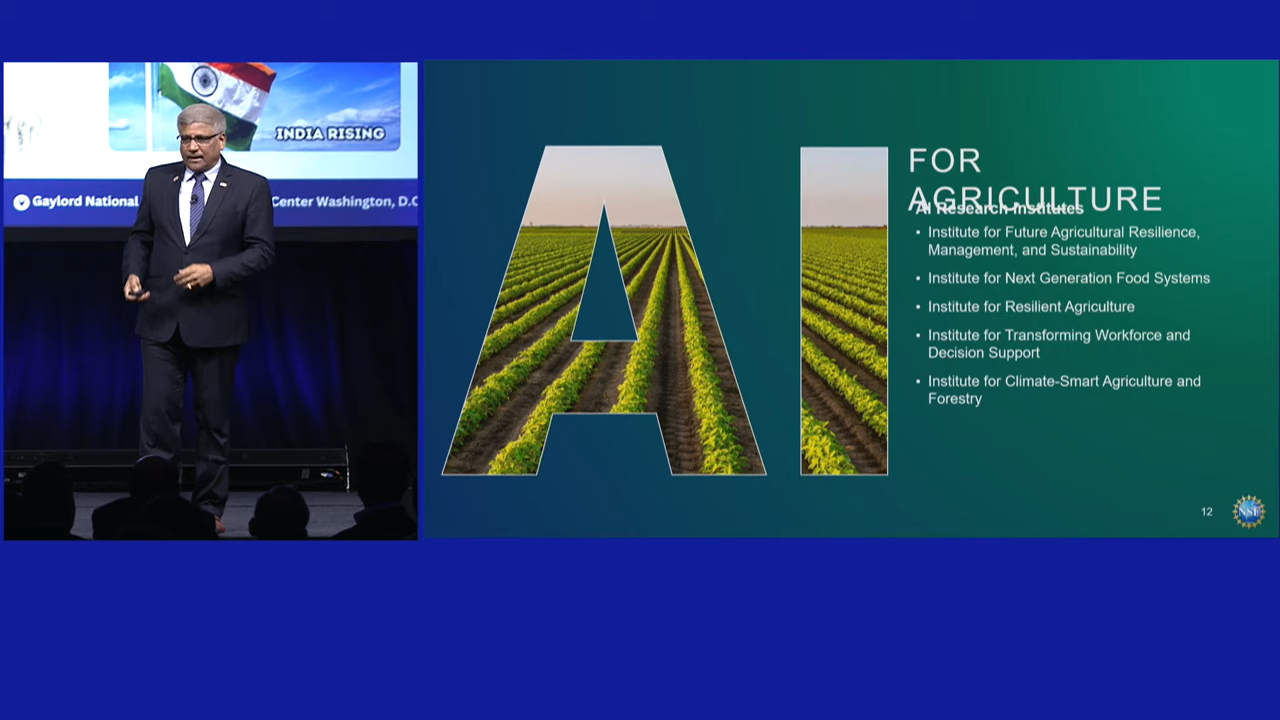 INDIA RISING
Gaylord National
Center Washington, D.C
AI
FOR
AGRICULTURE
AI Research Institutes
• Institute for Future Agricultural Resilience,
Management, and Sustainability
• Institute for Next Generation Food Systems
• Institute for Resilient Agriculture
• Institute for Transforming Workforce and
Decision Support
• Institute for Climate-Smart Agriculture and
Forestry
12
NSF